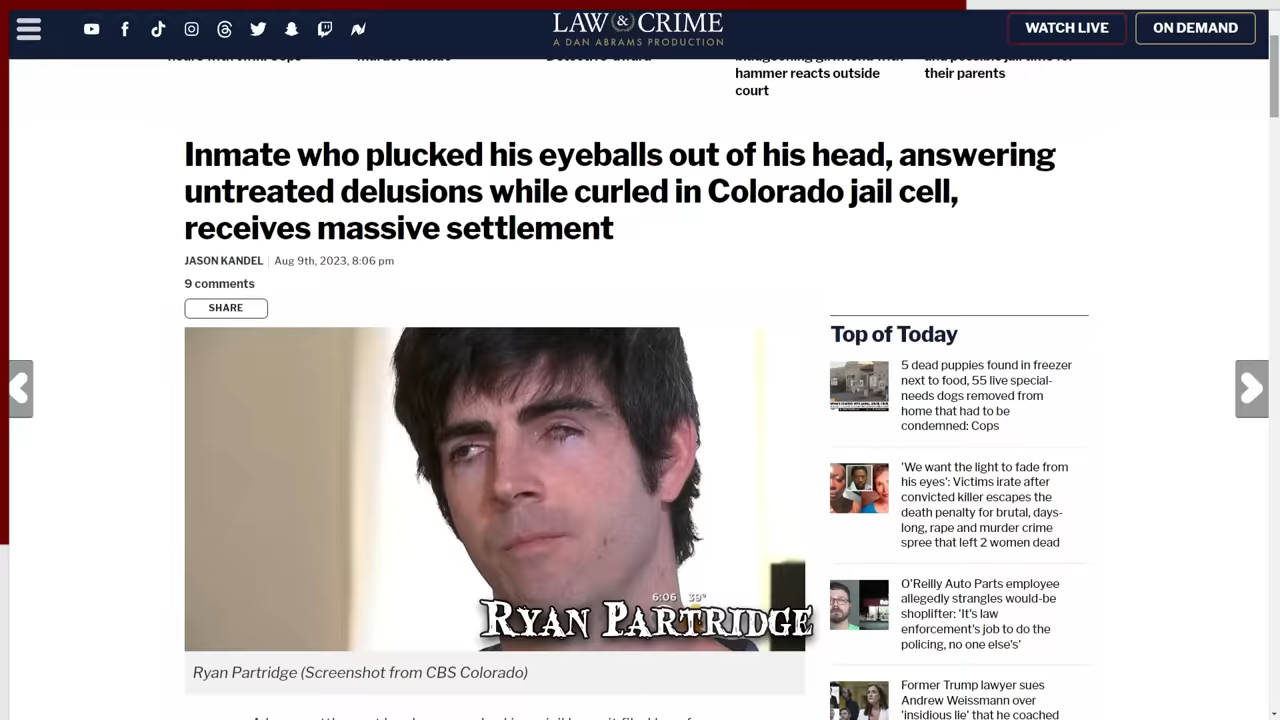 LAW & CRIME
A DAN ABRAMS PRODUCTION
WATCH LIVE
ON DEMAND
hammer reacts outside
court
and possible jail time for
their parents
Inmate who plucked his eyeballs out of his head, answering
untreated delusions while curled in Colorado jail cell,
receives massive settlement
JASON KANDEL | Aug 9th, 2023, 8:06 pm
9 comments
SHARE
6:06 39°
RYAN PARTRIDGE
Ryan Partridge (Screenshot from CBS Colorado)
Top of Today
5 dead puppies found in freezer
next to food, 55 live special-
needs dogs removed from
home that had to be
condemned: Cops
'We want the light to fade from
his eyes': Victims irate after
convicted killer escapes the
death penalty for brutal, days-
long, rape and murder crime
spree that left 2 women dead
O'Reilly Auto Parts employee
allegedly strangles would-be
shoplifter: 'It's law
enforcement's job to do the
policing, no one else's'
Former Trump lawyer sues
Andrew Weissmann over
'insidious lie' that he coached